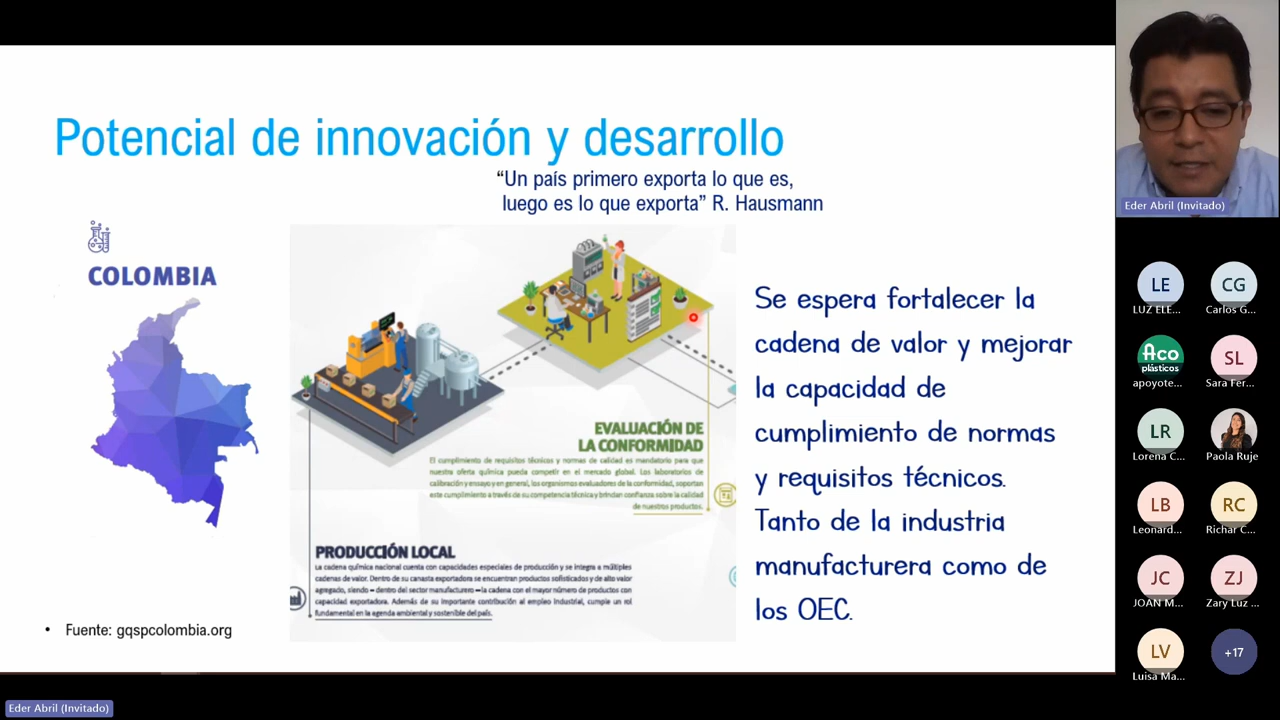 Potencial de innovación y desarrollo
“Un país primero exporta lo que es,
luego es lo que exporta” R. Hausmann
COLOMBIA
EVALUACIÓN DE
LA CONFORMIDAD
El cumplimiento de requisitos técnicos y normas de calidad es mandatorio para que
nuestra oferta química pueda competir en el mercado global. Los laboratorios de
calibración y ensayo y en general, los organismos evaluadores de la conformidad, soportan
este cumplimiento a través de su competencia técnica y brindan confianza sobre la calidad
de nuestros productos.
PRODUCCIÓN LOCAL
La cadena química nacional cuenta con capacidades especiales de producción y se integra a múltiples
cadenas de valor. Dentro de su canasta exportadora se encuentran productos sofisticados y de alto valor
agregado, siendo – dentro del sector manufacturero – la cadena con el mayor número de productos con
capacidad exportadora. Además de su importante contribución al empleo industrial, cumple un rol
fundamental en la agenda ambiental y sostenible del país.
Se espera fortalecer la
cadena de valor y mejorar
la capacidad de
cumplimiento de normas
y requisitos técnicos.
Tanto de la industria
manufacturera como de
los OEC.
• Fuente: gqspcolombia.org
Eder Abril (Invitado)
Eder Abril (Invitado)
LE
LUZ ELE...
CG
Carlos G...
Aco
plásticos
apoyote...
SL
Sara Fer...
LR
Lorena C...
Paola Ruje
LB
Leonard...
RC
Richar C...
JC
JOAN M...
ZJ
Zary Luz ...
LV
Luisa Ma...
+17